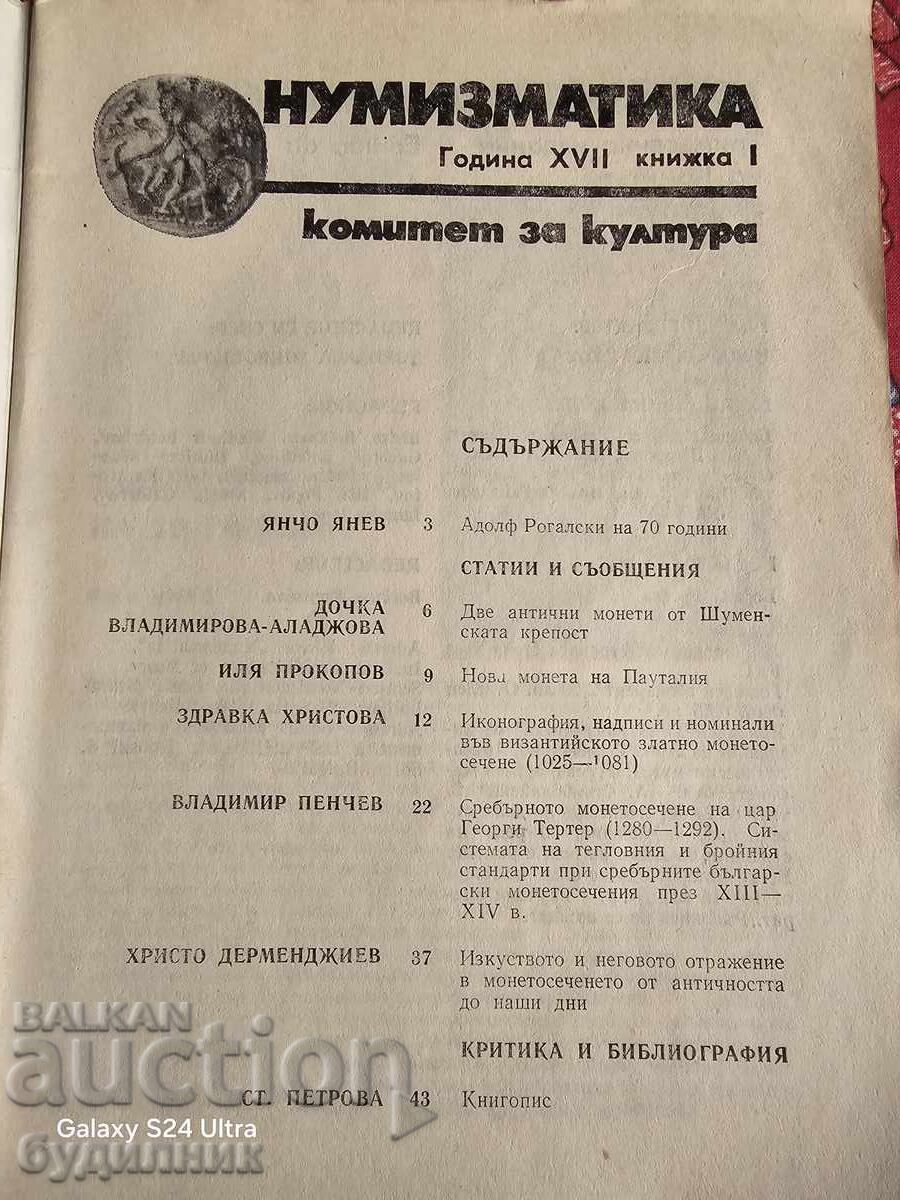 НУМИЗМАТИКА
Година XVII книжка I
комитет за култура
СЪДЪРЖАНИЕ
ЯНЧО ЯНЕВ 3 Адолф Рогалски на 70 години
СТАТИИ И СЪОБЩЕНИЯ
ДОЧКА
ВЛАДИМИРОВА-АЛАДЖОВА 6 Две антични монети от Шумен-
ската крепост
ИЛЯ ПРОКОПОВ 9 Нова монета на Пауталия
ЗДРАВКА ХРИСТОВА 12 Иконография, надписи и номинали
във византийското златно монето-
сечене (1025—1081)
ВЛАДИМИР ПЕНЧЕВ 22 Сребърното монетосечене на цар
Георги Тертер (1280—1292). Си-
стемата на тегловния и бройния
стандарти при сребърните българ-
ски монетосечения през XIII—
XIV в.
ХРИСТО ДЕРМЕНДЖИЕВ 37 Изкуството и неговото отражение
в монетосеченето от античността
до наши дни
КРИТИКА И БИБЛИОГРАФИЯ
СТ. ПЕТРОВА 43 Книгопис
BALKAN
auction
Galaxy S24 Ultra
будилник